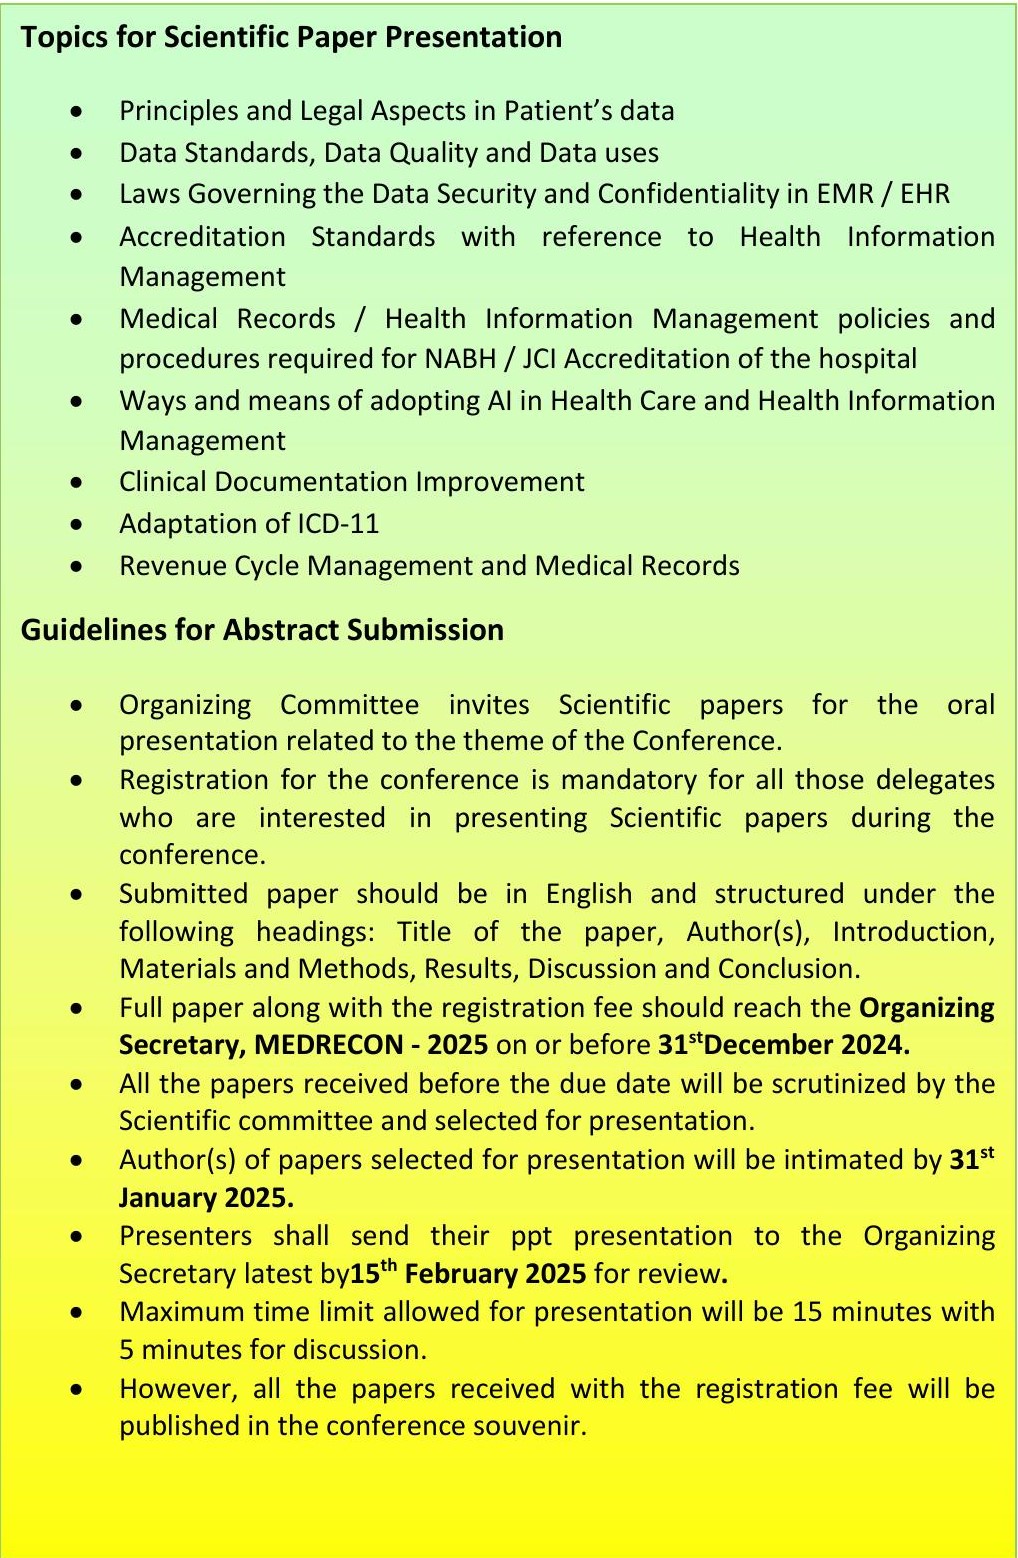 Topics for Scientific Paper Presentation
• Principles and Legal Aspects in Patient’s data
• Data Standards, Data Quality and Data uses
• Laws Governing the Data Security and Confidentiality in EMR / EHR
• Accreditation Standards with reference to Health Information
Management
• Medical Records / Health Information Management policies and
procedures required for NABH / JCI Accreditation of the hospital
• Ways and means of adopting AI in Health Care and Health Information
Management
• Clinical Documentation Improvement
• Adaptation of ICD-11
• Revenue Cycle Management and Medical Records
Guidelines for Abstract Submission
• Organizing Committee invites Scientific papers for the oral
presentation related to the theme of the Conference.
• Registration for the conference is mandatory for all those delegates
who are interested in presenting Scientific papers during the
conference.
• Submitted paper should be in English and structured under the
following headings: Title of the paper, Author(s), Introduction,
Materials and Methods, Results, Discussion and Conclusion.
• Full paper along with the registration fee should reach the Organizing
Secretary, MEDRECON - 2025 on or before 31stDecember 2024.
• All the papers received before the due date will be scrutinized by the
Scientific committee and selected for presentation.
• Author(s) of papers selected for presentation will be intimated by 31st
January 2025.
• Presenters shall send their ppt presentation to the Organizing
Secretary latest by15th February 2025 for review.
• Maximum time limit allowed for presentation will be 15 minutes with
5 minutes for discussion.
• However, all the papers received with the registration fee will be
published in the conference souvenir.